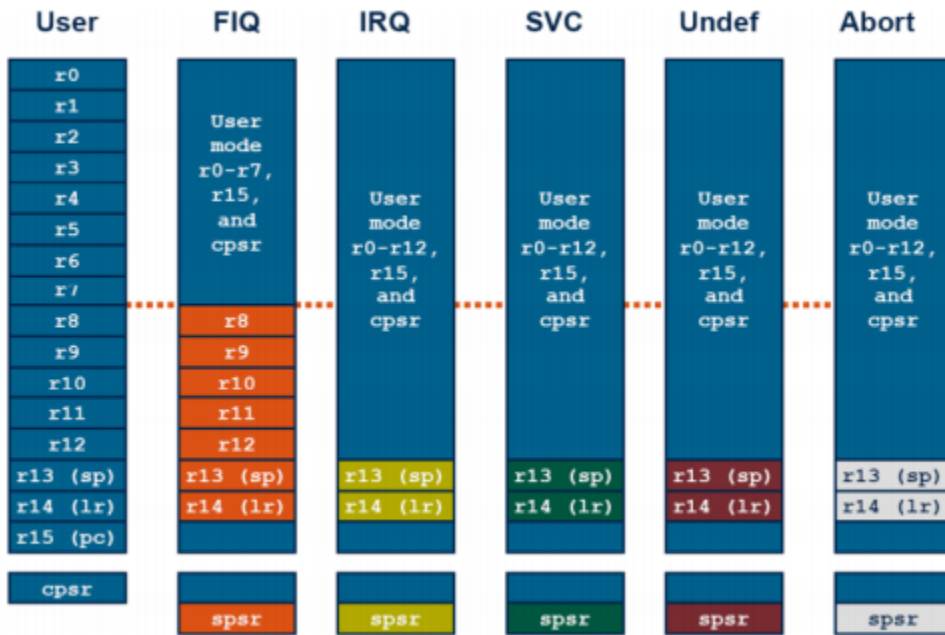 User
r0
r1
r2
r3
r4
r5
r6
r7
r8
r9
r10
r11
r12
r13 (sp)
r14 (lr)
r15 (pc)
cpsr
FIQ
User
mode
r0-r7,
r15,
and
cpsr
r8
r9
r10
r11
r12
r13 (sp)
r14 (lr)
spsr
IRQ
User
mode
r0-r12,
r15,
and
cpsr
r13 (sp)
r14 (lr)
spsr
SVC
User
mode
r0-r12,
r15,
and
cpsr
r13 (sp)
r14 (lr)
spsr
Undef
User
mode
r0-r12,
r15,
and
cpsr
r13 (sp)
r14 (lr)
spsr
Abort
User
mode
r0-r12,
r15,
and
cpsr
r13 (sp)
r14 (lr)
spsr